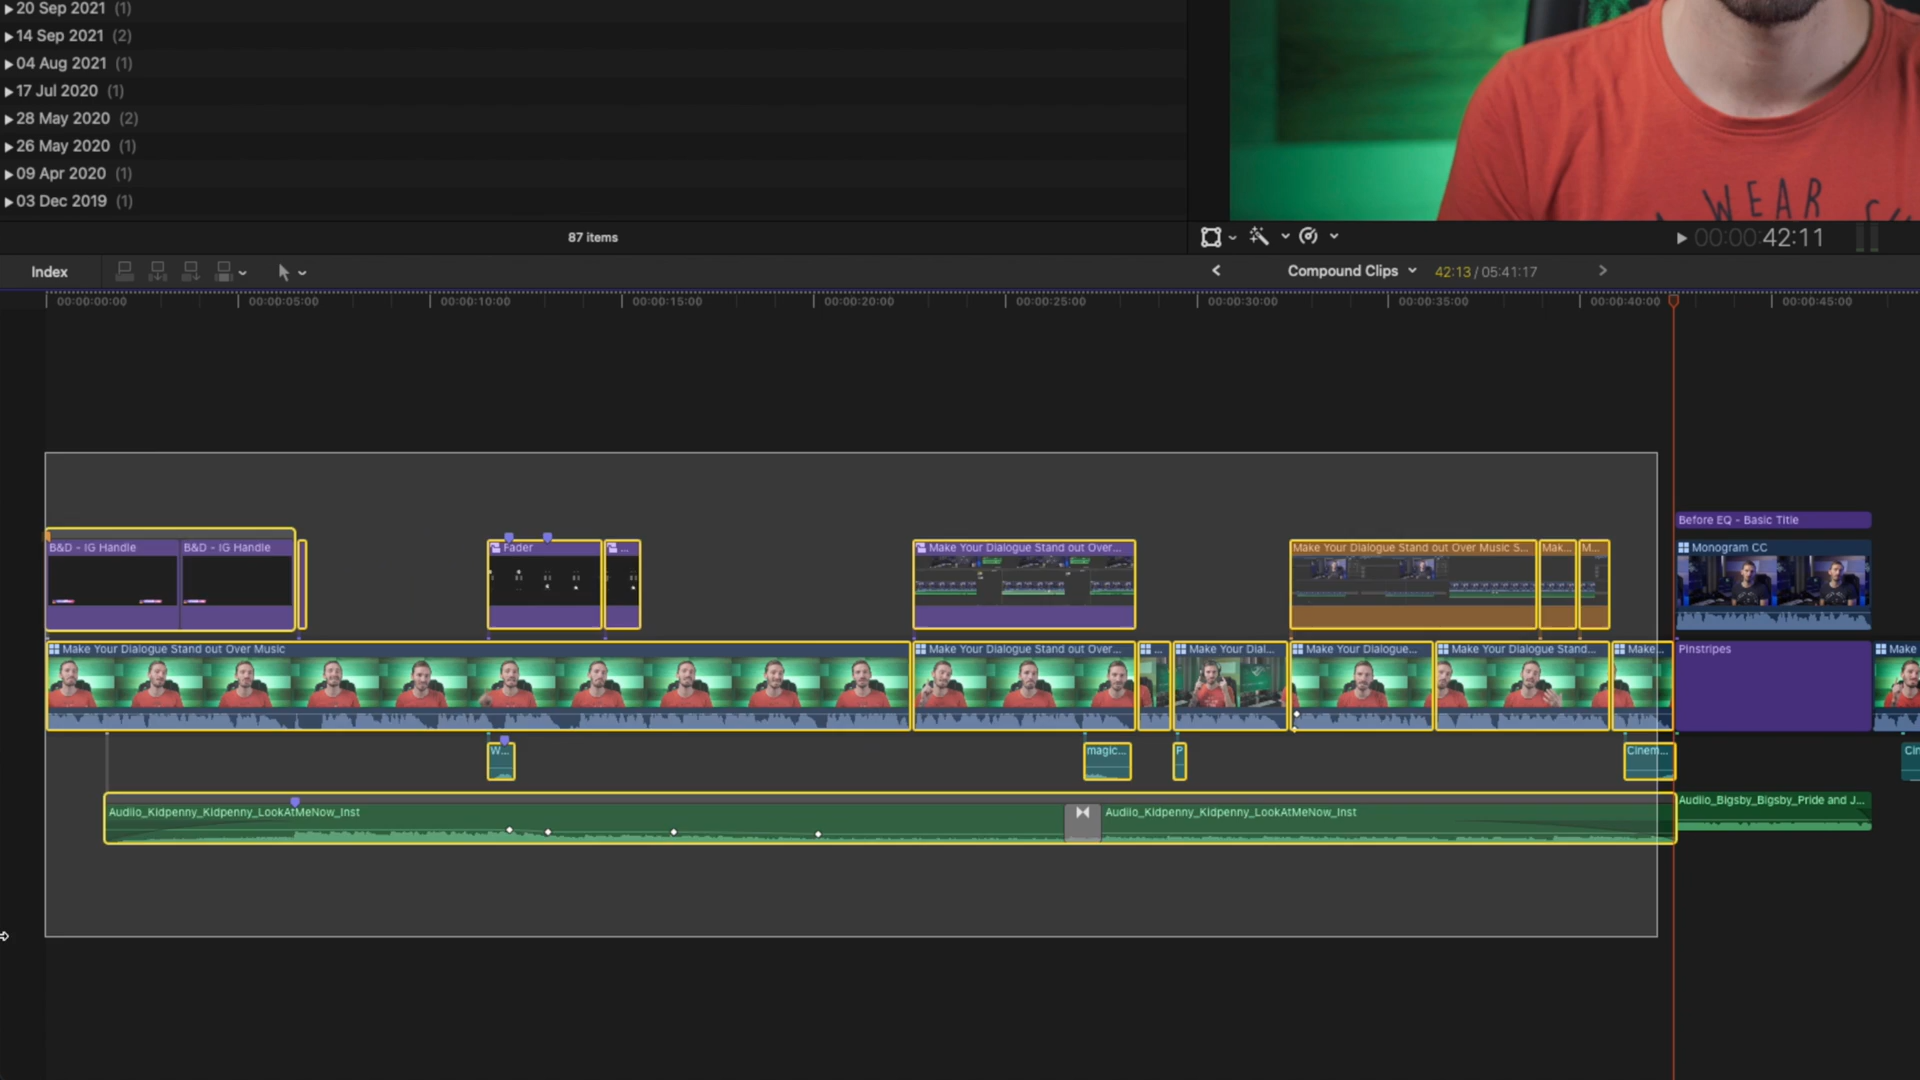 20 Sep 2021 (1)
14 Sep 2021 (2)
04 Aug 2021 (1)
17 Jul 2020 (1)
28 May 2020 (2)
26 May 2020 (1)
09 Apr 2020 (1)
03 Dec 2019 (1)
WEAR
87 items
00:00:42:11
Index
Compound Clips
42:13 / 05:41:17
00:00:00:00
00:00:05:00
00:00:10:00
00:00:15:00
00:00:20:00
00:00:25:00
00:00:30:00
00:00:35:00
00:00:40:00
00:00:45:00
Before EQ - Basic Title
B&D - IG Handle
B&D - IG Handle
Fader
...
Make Your Dialogue Stand out Over...
Make Your Dialogue Stand out Over Music S...
Mak...
M...
Monogram CC
Make Your Dialogue Stand out Over Music
Make Your Dialogue Stand out Over...
...
Make Your Dial...
Make Your Dialogue...
Make Your Dialogue Stand...
Make...
Pinstripes
Make
W...
magic...
P
Cinem...
Cin
Audiio_Kidpenny_Kidpenny_LookAtMeNow_Inst
Audiio_Kidpenny_Kidpenny_LookAtMeNow_Inst
Audiio_Bigsby_Bigsby_Pride and J...